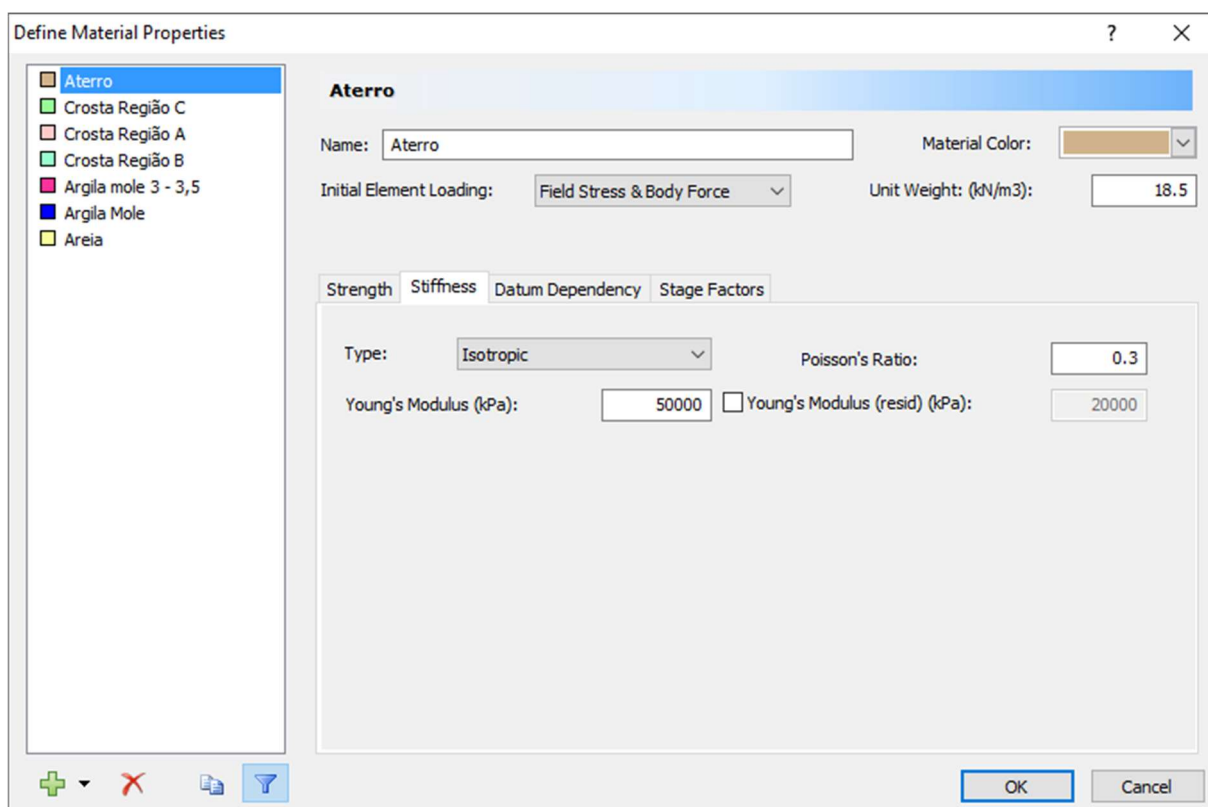 Define Material Properties
?
Aterro
Crosta Região C
Crosta Região A
Crosta Região B
Argila mole 3 - 3,5
Argila Mole
Areia
Aterro
Name: Aterro Material Color:
Initial Element Loading: Field Stress & Body Force Unit Weight: (kN/m3): 18.5
Strength Stiffness Datum Dependency Stage Factors
Type: Isotropic Poisson's Ratio: 0.3
Young's Modulus (kPa): 50000 Young's Modulus (resid) (kPa): 20000
OK Cancel